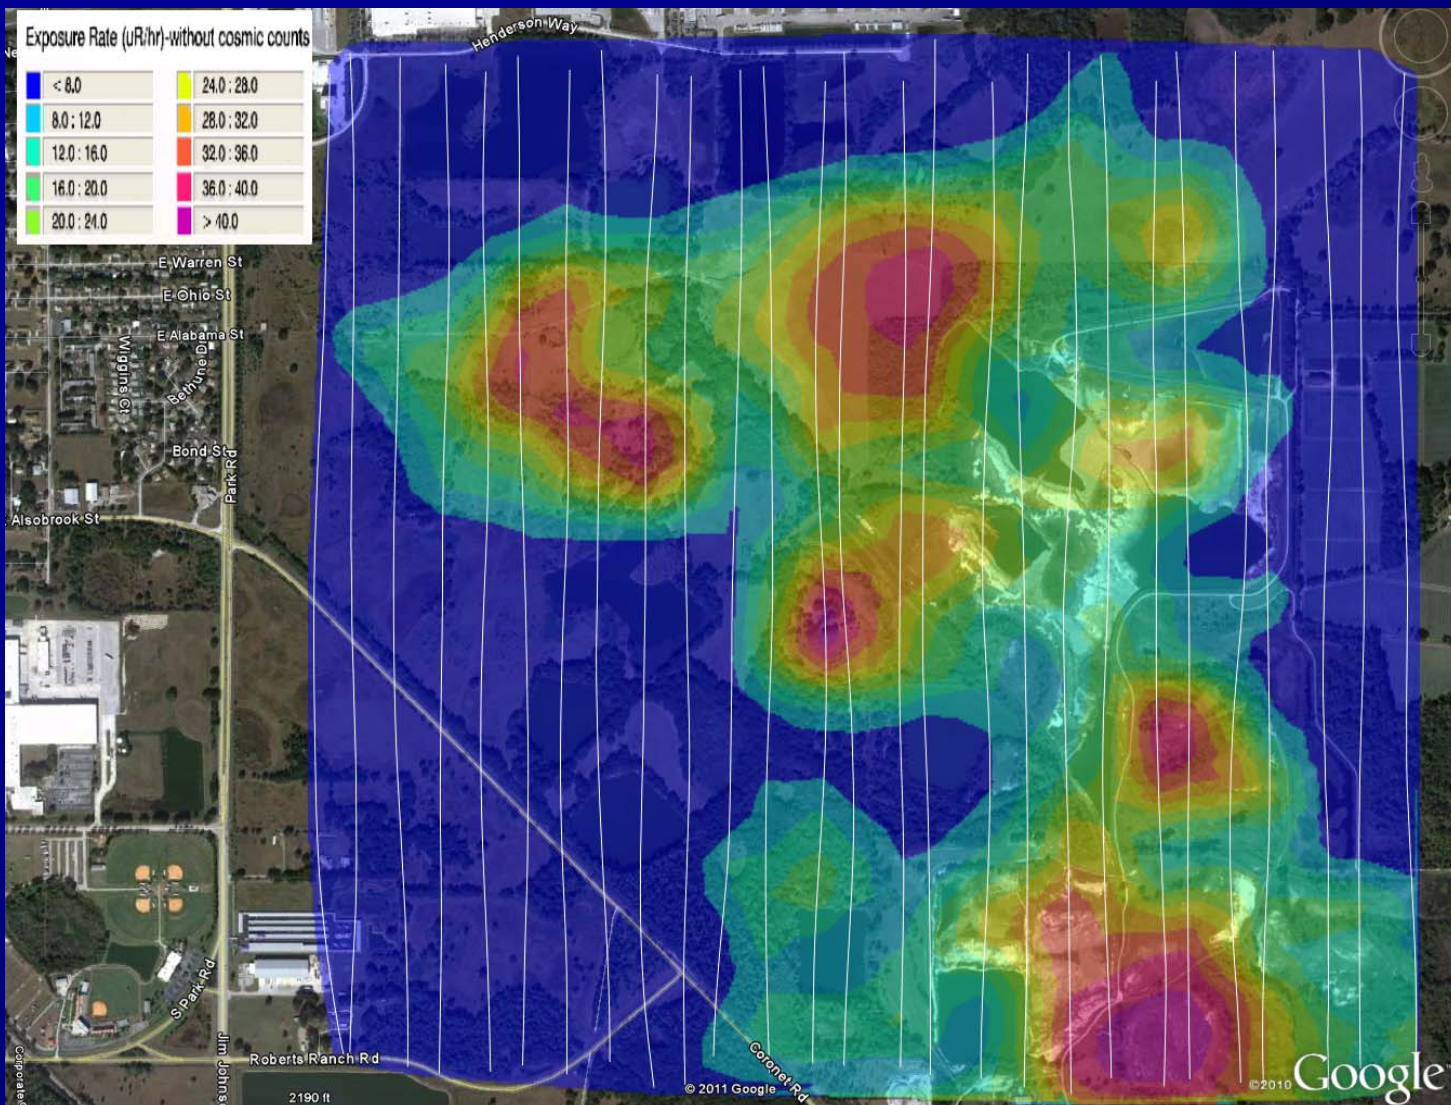 Exposure Rate (uR/hr)-without cosmic counts
< 8.0
8.0 : 12.0
12.0 : 16.0
16.0 : 20.0
20.0 : 24.0
24.0 : 28.0
28.0 : 32.0
32.0 : 36.0
36.0 : 40.0
> 40.0
Henderson Way
E Warren St
E Ohio St
E Alabama St
Wiggins Ct
Bethune Dr
Bond St
Park Rd
Alsobrook St
S Park Rd
Jim Johns
Roberts Ranch Rd
Coronet Rd
Corporate
2190 ft
© 2011 Google
©2010 Google